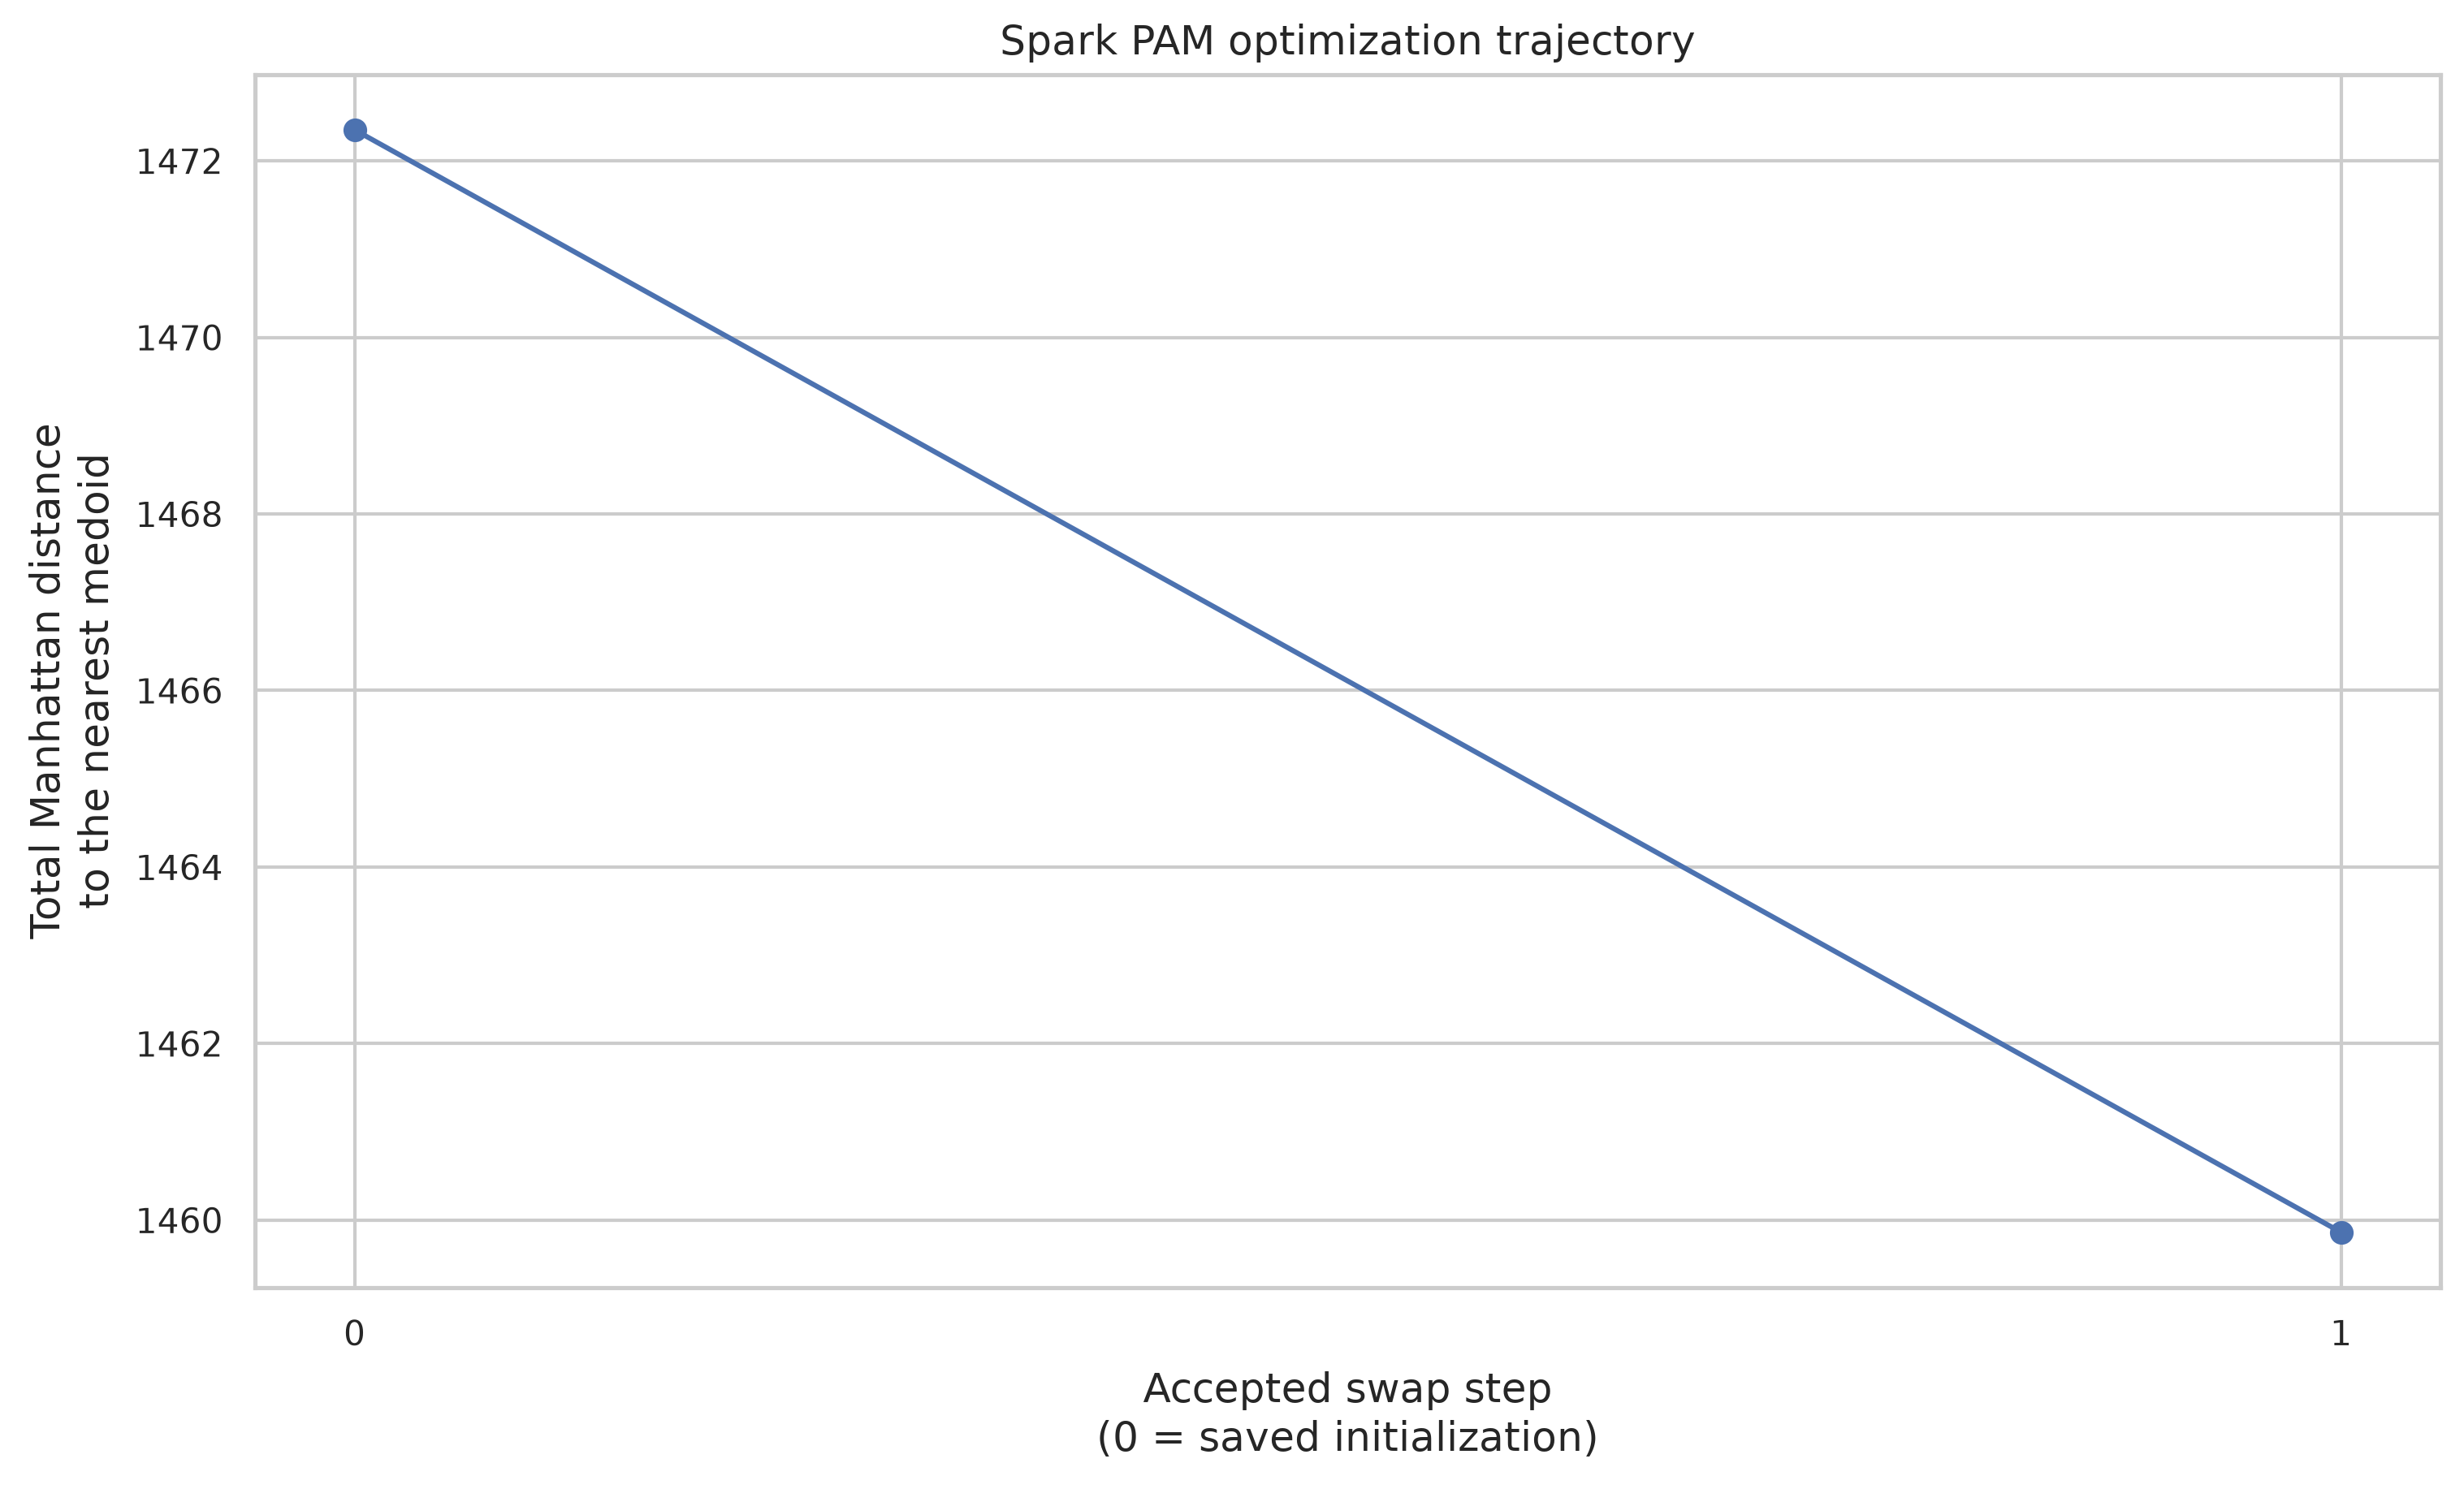 Spark PAM optimization trajectory
Total Manhattan distance
to the nearest medoid
1472
1470
1468
1466
1464
1462
1460
0
1
Accepted swap step
(0 = saved initialization)